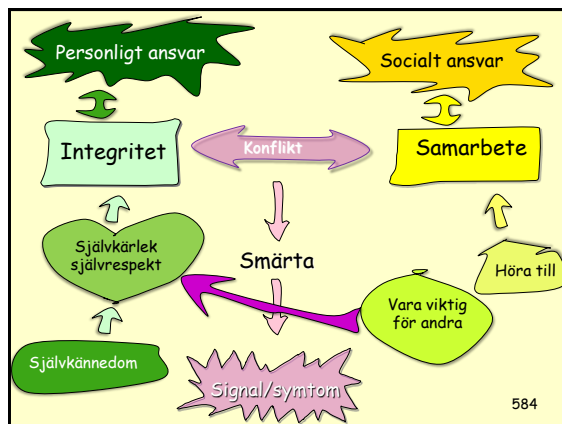 Personligt ansvar
Socialt ansvar
Integritet
Konflikt
Samarbete
Självkärlek
självrespekt
Smärta
Höra till
Vara viktig
för andra
Självkännedom
Signal/symtom
584